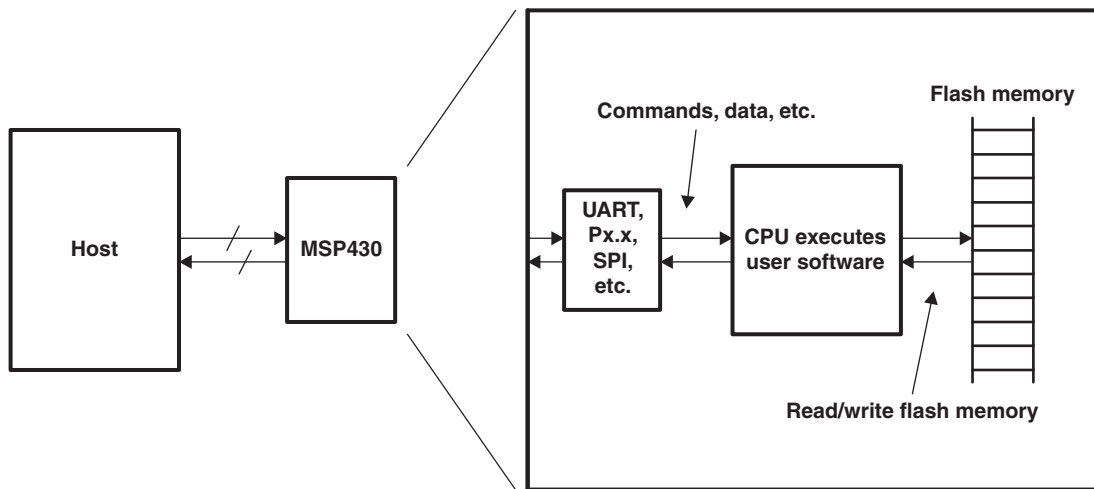 Host
MSP430
Commands, data, etc.
UART,
Px.x,
SPI,
etc.
CPU executes
user software
Flash memory
Read/write flash memory